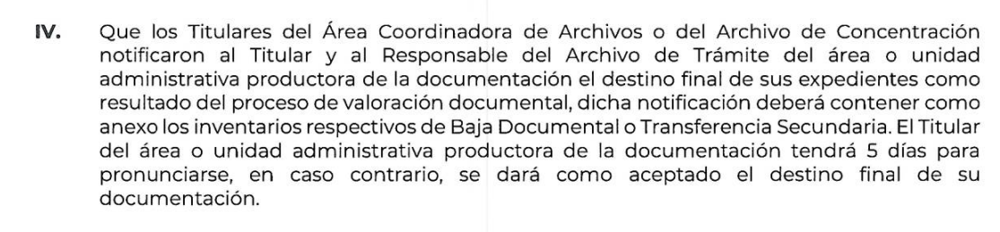 IV. Que los Titulares del Área Coordinadora de Archivos o del Archivo de Concentración
notificaron al Titular y al Responsable del Archivo de Trámite del área o unidad
administrativa productora de la documentación el destino final de sus expedientes como
resultado del proceso de valoración documental, dicha notificación deberá contener como
anexo los inventarios respectivos de Baja Documental o Transferencia Secundaria. El Titular
del área o unidad administrativa productora de la documentación tendrá 5 días para
pronunciarse, en caso contrario, se dará como aceptado el destino final de su
documentación.